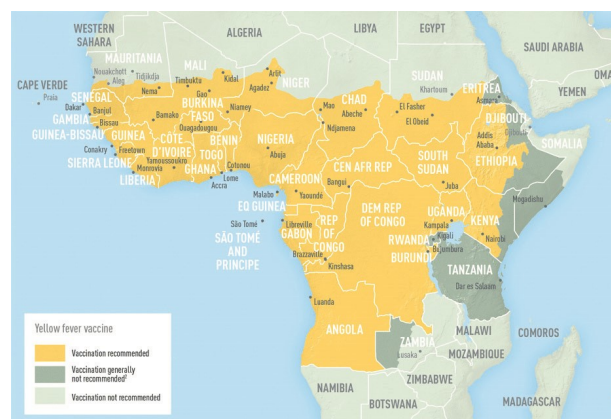 WESTERN
SAHARA
ALGERIA
LIBYA
EGYPT
SAUDI ARABIA
OMA
YEMEN
MAURITANIA
Nouakchott
Aleg
Tidjikdja
Nema
MALI
Timbuktu
Kidal
Gao
Arlit
Agadez
NIGER
Niamey
CHAD
Mao
Abeche
Ndjamena
SUDAN
Khartoum
El Fasher
El Obeid
ERITREA
Asmara
DJIBOUTI
Djibouti
SOMALIA
Mogadishu
Addis
Ababa
ETHIOPIA
CAPE VERDE
Praia
SENEGAL
Dakar
GAMBIA
Banjul
GUINEA-BISSAU
Bissau
GUINEA
Conakry
Bamako
BURKINA
FASO
Ouagadougou
SIERRA LEONE
Freetown
LIBERIA
Monrovia
CÔTE
D'IVOIRE
Yamoussoukro
GHANA
Accra
TOGO
Lome
BENIN
Cotonou
NIGERIA
Abuja
CAMEROON
Yaoundé
CEN AFR REP
Bangui
SOUTH
SUDAN
Juba
EQ GUINEA
Malabo
SÃO TOMÉ
AND
PRINCIPE
São Tomé
GABON
Libreville
REP
OF
CONGO
Brazzaville
DEM REP
OF CONGO
Kinshasa
UGANDA
Kampala
KENYA
Nairobi
RWANDA
Kigali
BURUNDI
Bujumbura
TANZANIA
Dar es Salaam
Luanda
ANGOLA
ZAMBIA
Lusaka
MALAWI
MOZAMBIQUE
COMOROS
ZIMBABWE
NAMIBIA
BOTSWANA
MADAGASCAR
Yellow fever vaccine
Vaccination recommended
Vaccination generally
not recommended²
Vaccination not recommended